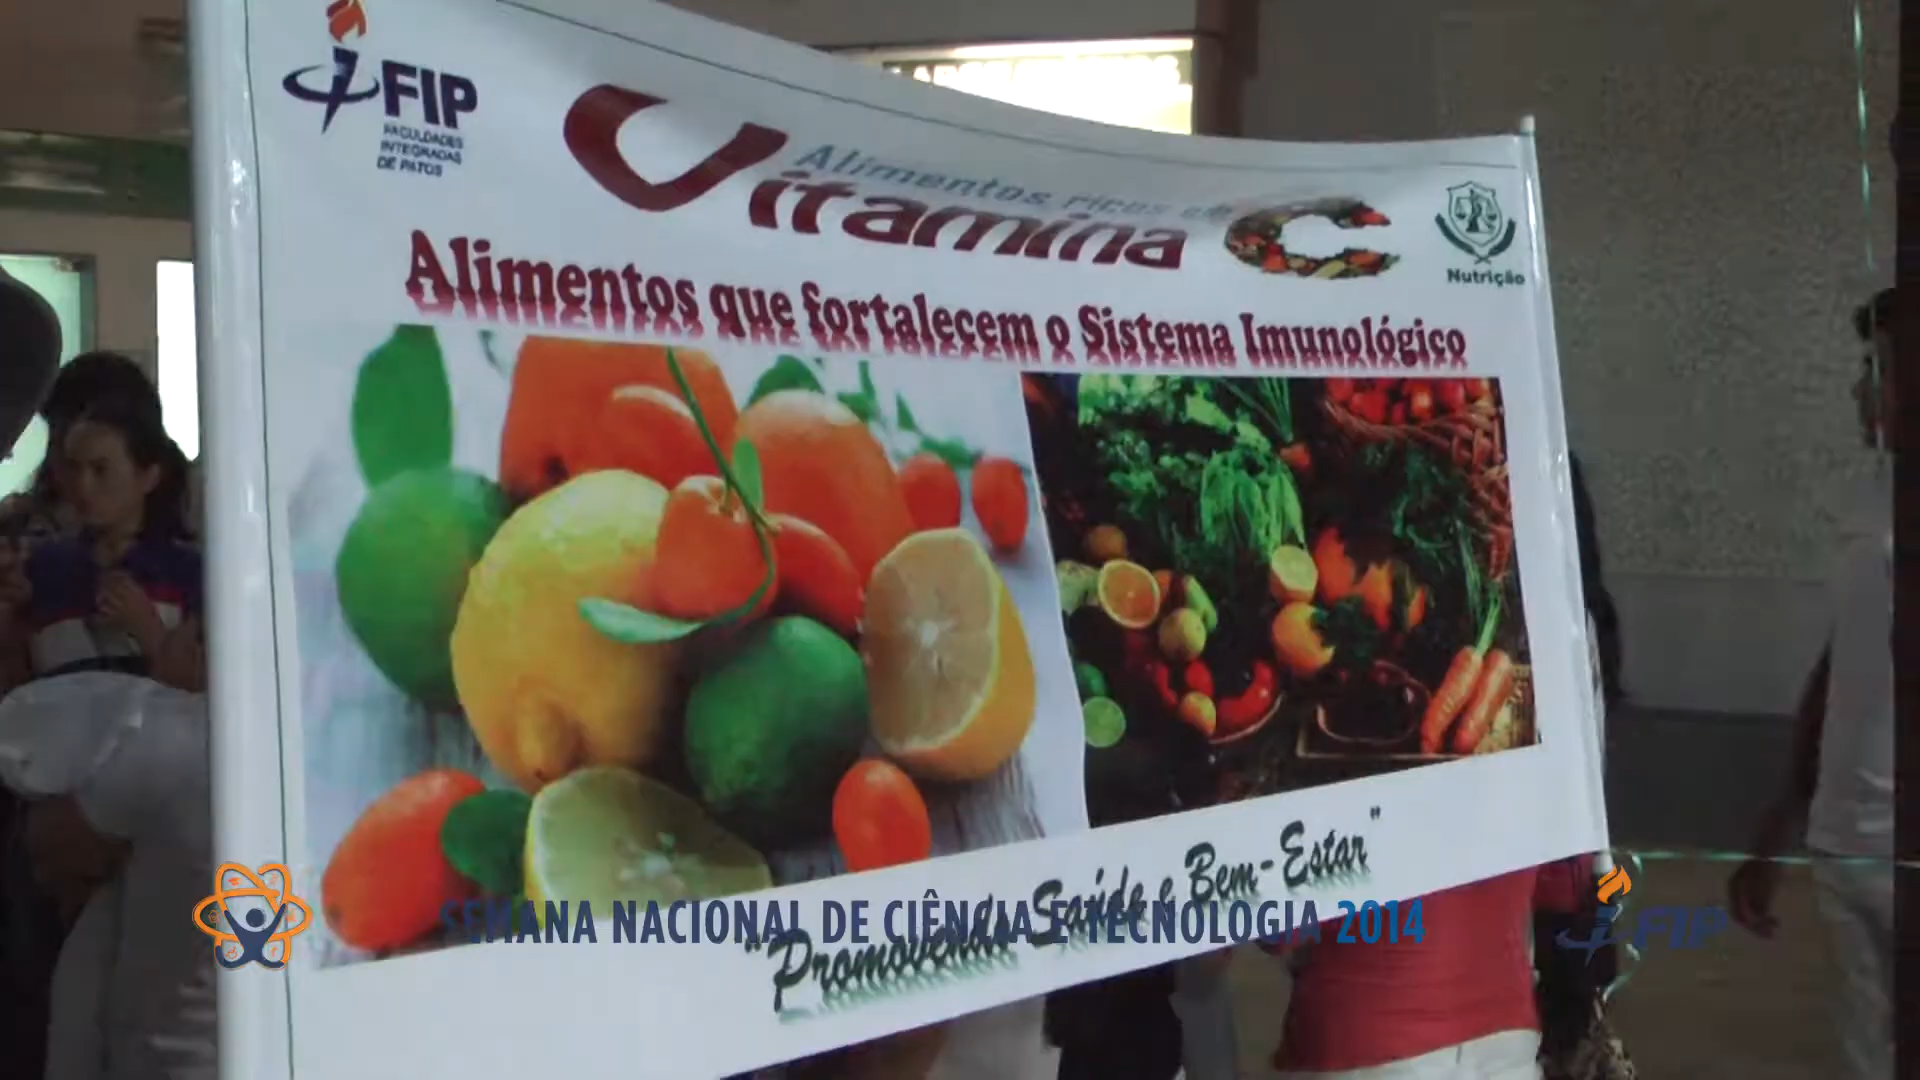 FIP
FACULDADES
INTEGRADAS
DE PATOS
Alimentos ricos em
Vitamina C
Nutrição
Alimentos que fortalecem o Sistema Imunológico
"Promovendo Saúde e Bem-Estar"
SEMANA NACIONAL DE CIÊNCIA E TECNOLOGIA 2014
FIP